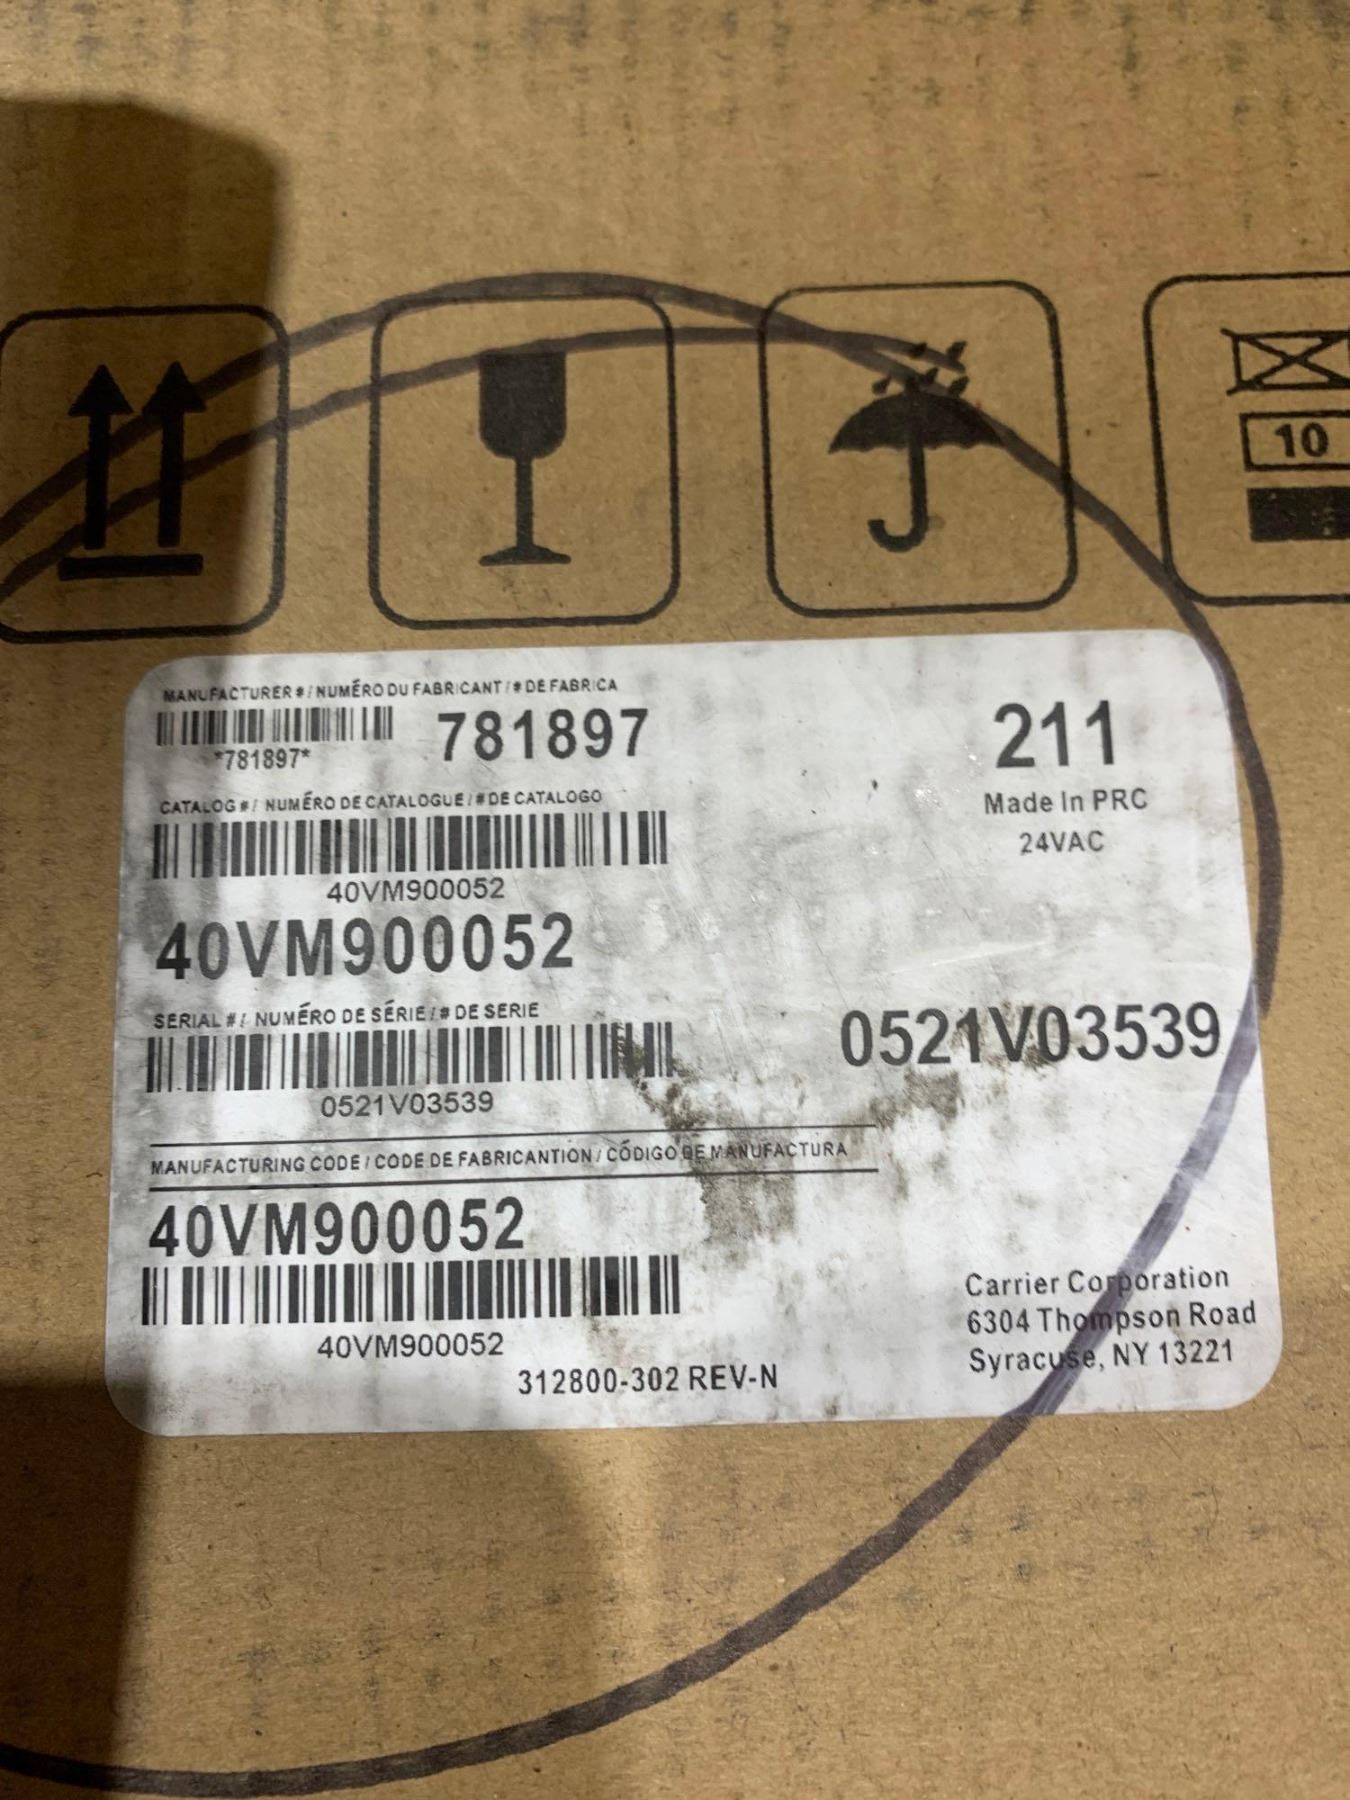 10
MANUFACTURER # / NUMÉRO DU FABRICANT / # DE FABRICA
*781897*
781897
211
Made In PRC
24VAC
CATALOG # / NUMÉRO DE CATALOGUE / # DE CATALOGO
40VM900052
40VM900052
SERIAL # / NUMÉRO DE SÉRIE / # DE SERIE
0521V03539
0521V03539
MANUFACTURING CODE / CODE DE FABRICANTION / CÓDIGO DE MANUFACTURA
40VM900052
40VM900052
312800-302 REV-N
Carrier Corporation
6304 Thompson Road
Syracuse, NY 13221